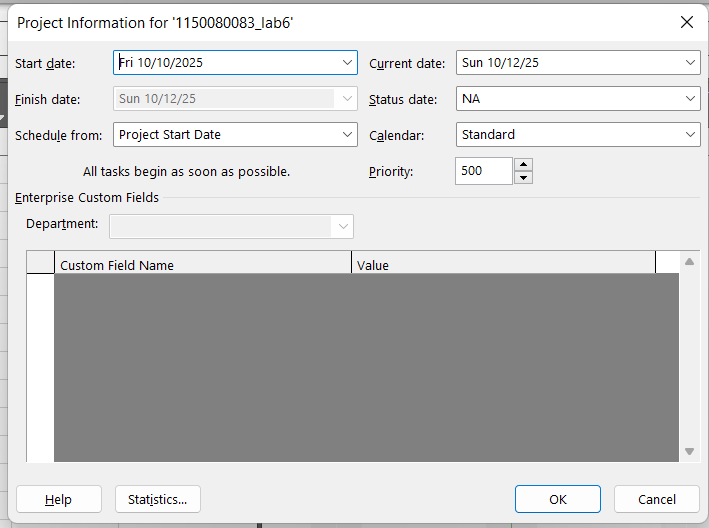 Project Information for '1150080083_lab6'
Start date: Fri 10/10/2025 Current date: Sun 10/12/25
Finish date: Sun 10/12/25 Status date: NA
Schedule from: Project Start Date Calendar: Standard
All tasks begin as soon as possible. Priority: 500
Enterprise Custom Fields
Department:
Custom Field Name Value
Help Statistics... OK Cancel